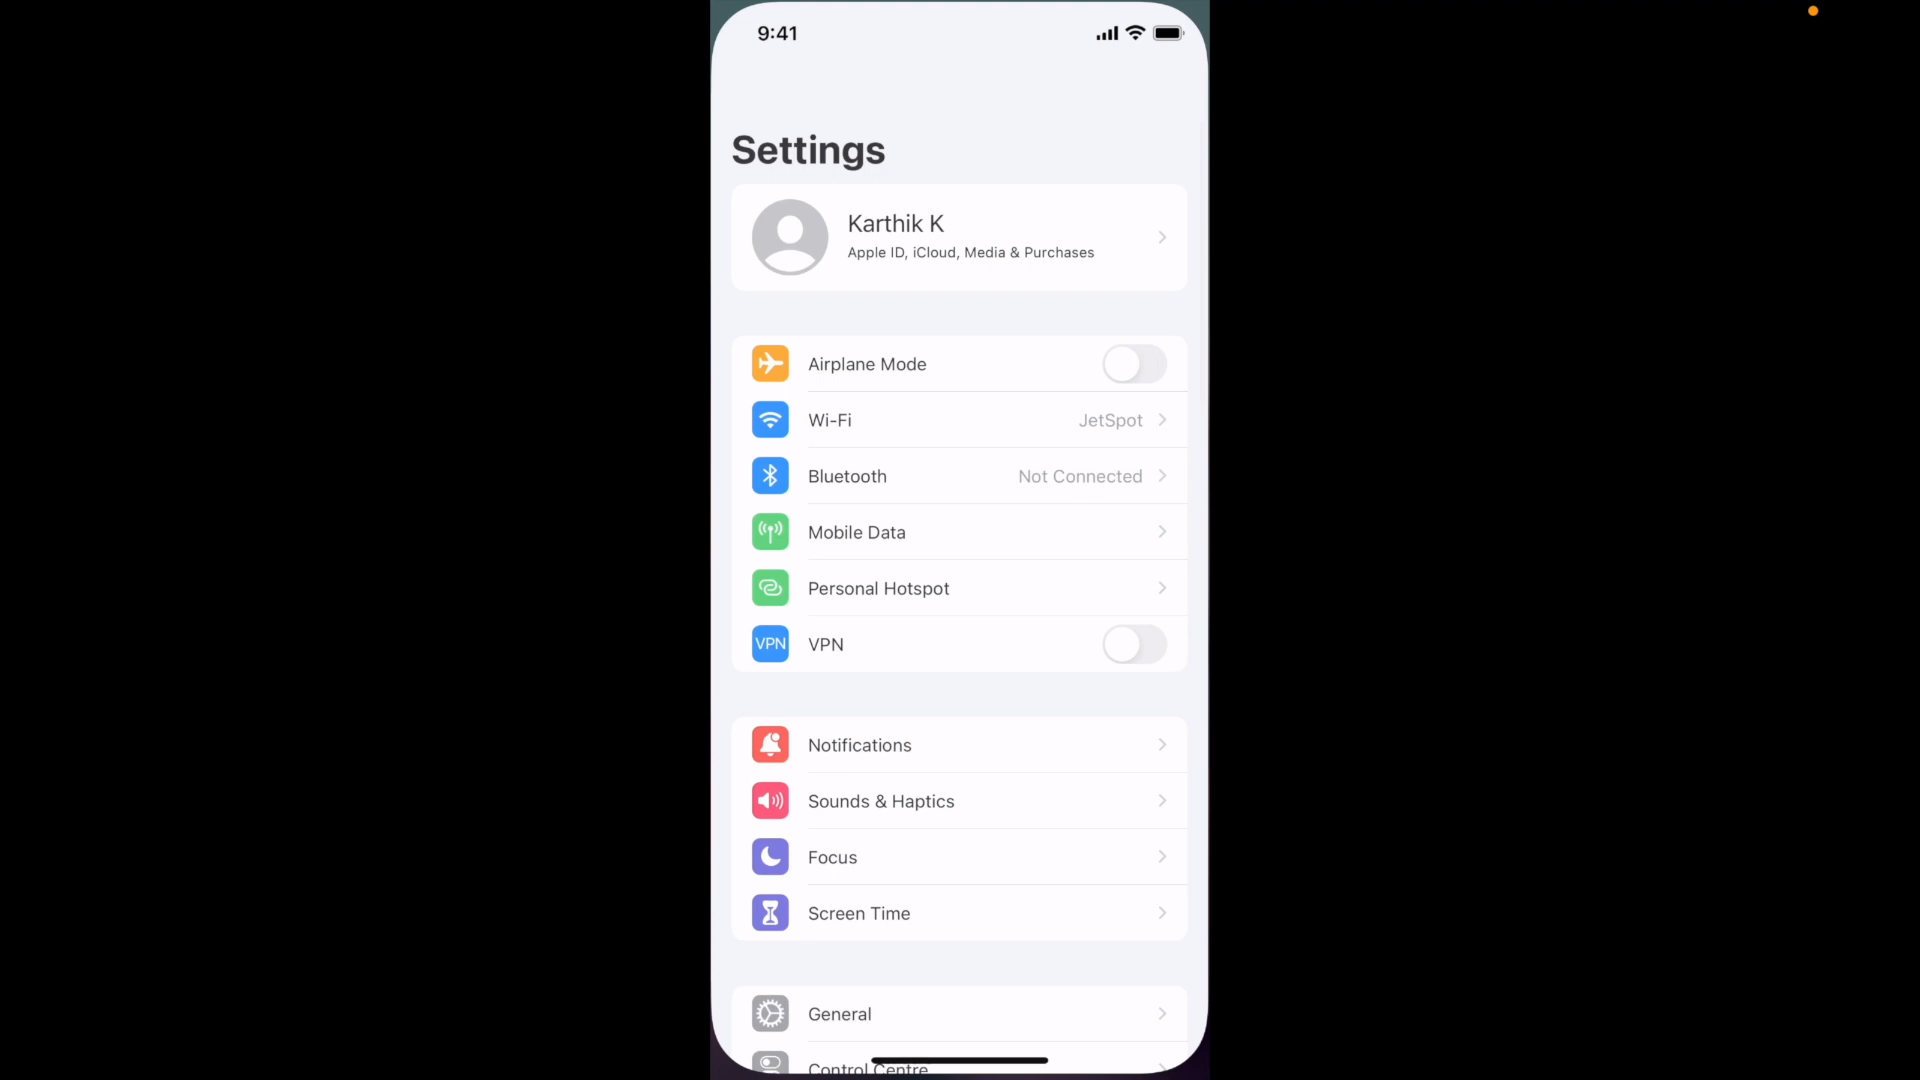 9:41
Settings
Karthik K
Apple ID, iCloud, Media & Purchases
Airplane Mode
Wi-Fi JetSpot
Bluetooth Not Connected
Mobile Data
Personal Hotspot
VPN VPN
Notifications
Sounds & Haptics
Focus
Screen Time
General
Control Centre